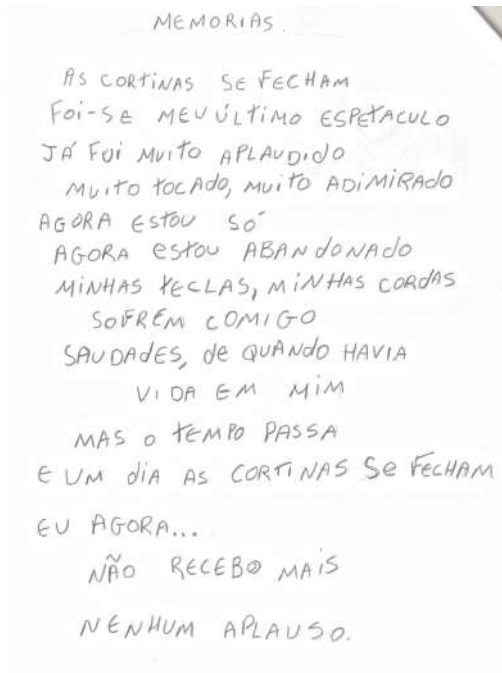 MEMORIAS.
AS CORTINAS SE FECHAM
FOI-SE MEU ÚLTIMO ESPETACULO
JÁ FUI MUITO APLAUDIDO
MUITO TOCADO, MUITO ADIMIRADO
AGORA ESTOU SÓ
AGORA ESTOU ABANDONADO
MINHAS TECLAS, MINHAS CORDAS
SOFREM COMIGO
SAUDADES, DE QUANDO HAVIA
VIDA EM MIM
MAS O TEMPO PASSA
E UM DIA AS CORTINAS SE FECHAM
EU AGORA...
NÃO RECEBO MAIS
NENHUM APLAUSO.